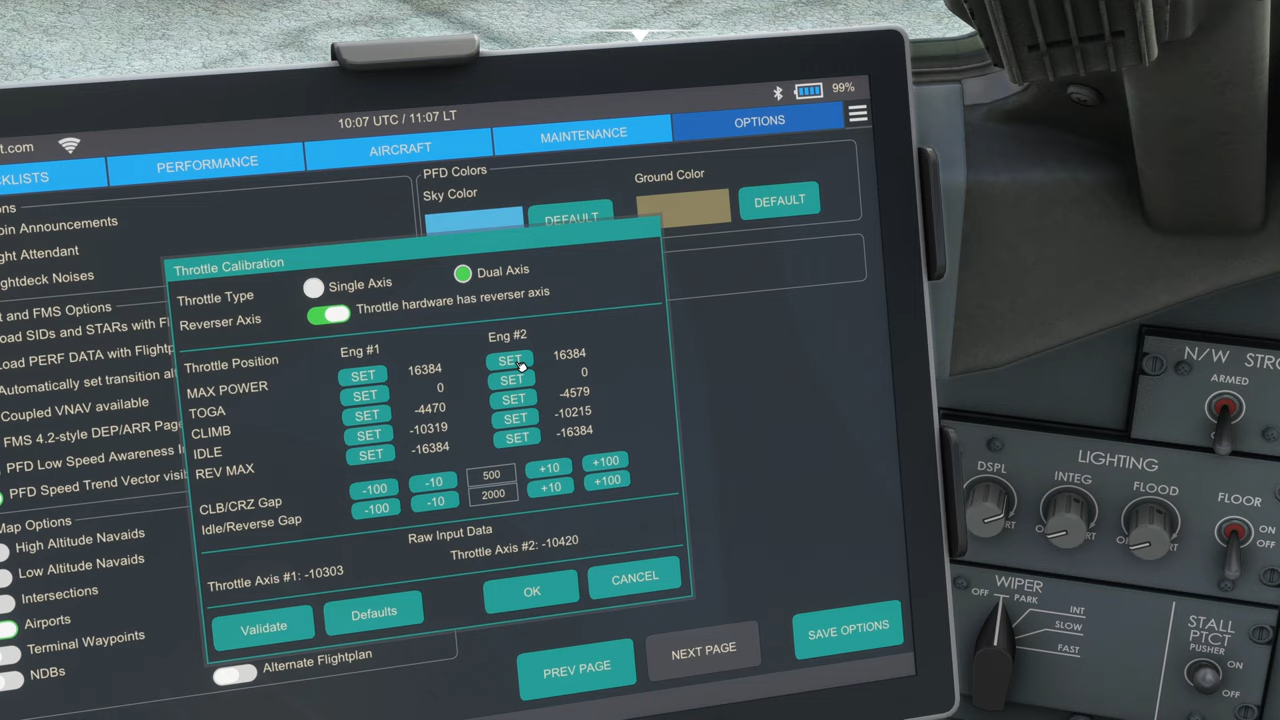 t.com
10:07 UTC / 11:07 LT
99%
KLISTS
PERFORMANCE
AIRCRAFT
MAINTENANCE
OPTIONS
PFD Colors
Sky Color
DEFAULT
Ground Color
DEFAULT
ons
oin Announcements
ght Attendant
ghtdeck Noises
t and FMS Options
oad SIDs and STARs with Fl
Load PERF DATA with Flightp
Automatically set transition alt
Coupled VNAV available
FMS 4.2-style DEP/ARR Page
PFD Low Speed Awareness In
PFD Speed Trend Vector visib
Map Options
High Altitude Navaids
Low Altitude Navaids
Intersections
Airports
Terminal Waypoints
NDBs
Throttle Calibration
Throttle Type
Single Axis
Dual Axis
Reverser Axis
Throttle hardware has reverser axis
Throttle Position
Eng #1
Eng #2
MAX POWER
SET
16384
SET
16384
TOGA
SET
0
SET
0
CLIMB
SET
-4470
SET
-4579
IDLE
SET
-10319
SET
-10215
REV MAX
SET
-16384
SET
-16384
CLB/CRZ Gap
-100
-10
500
+10
+100
Idle/Reverse Gap
-100
-10
2000
+10
+100
Raw Input Data
Throttle Axis #1: -10303
Throttle Axis #2: -10420
Validate
Defaults
OK
CANCEL
Alternate Flightplan
PREV PAGE
NEXT PAGE
SAVE OPTIONS
N/W STRG
ARMED
LIGHTING
DSPL
INTEG
FLOOD
FLOOR
ON
OFF
WIPER
OFF
PARK
INT
SLOW
FAST
STALL
PTCT
PUSHER
ON
OFF